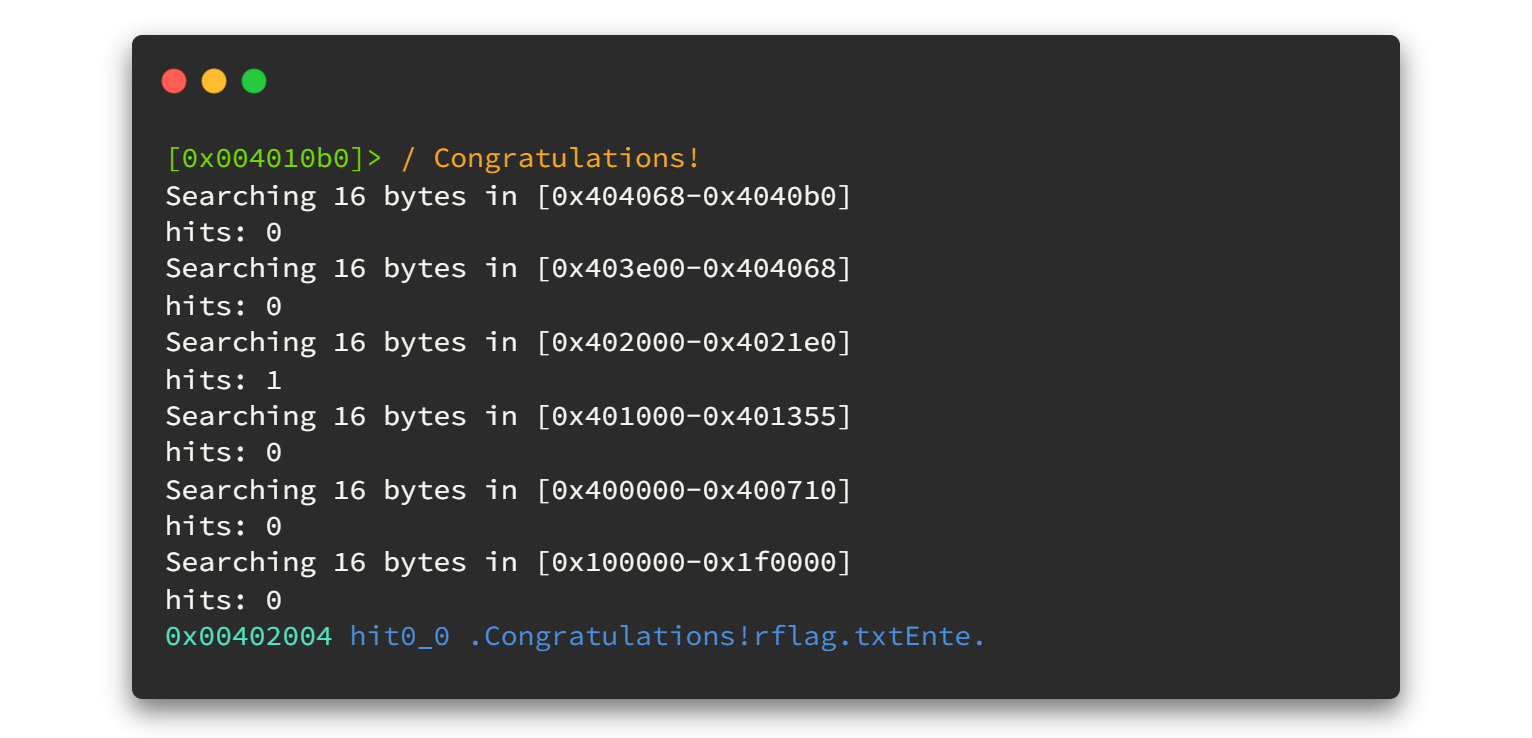 [0x004010b0]> / Congratulations!
Searching 16 bytes in [0x404068-0x4040b0]
hits: 0
Searching 16 bytes in [0x403e00-0x404068]
hits: 0
Searching 16 bytes in [0x402000-0x4021e0]
hits: 1
Searching 16 bytes in [0x401000-0x401355]
hits: 0
Searching 16 bytes in [0x400000-0x400710]
hits: 0
Searching 16 bytes in [0x100000-0x1f0000]
hits: 0
0x00402004 hit0_0 .Congratulations!rflag.txtEnte.